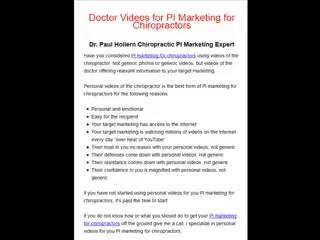 Doctor Videos for PI Marketing for
Chiropractors
Dr. Paul Hollern Chiropractic PI Marketing Expert
Have you considered PI marketing for chiropractors using videos of the
chiropractor. Not generic photos or generic videos, but videos of the
doctor offering relevant information to your target marketing.
Personal videos of the chiropractor is the best form of PI marketing for
chiropractors for the following reasons.
Personal and emotional
Easy for the recipient
Your target marketing has access to the Internet
Your target marketing is watching millions of videos on the Internet
every day "ever hear of YouTube"
Their trust in you increases with your personal videos, not generic
Their defenses come down with personal videos, not generic
Their resistance comes down with personal videos, not generic
Their confidence in you is magnified with personal videos, not
generic.
If you have not started using personal videos for your PI marketing for
chiropractors, it's past the time to start.
If you do not know how or what you should do to get your PI marketing
for chiropractors off the ground give me a call. I specialize in personal
videos for you PI marketing for chiropractors.